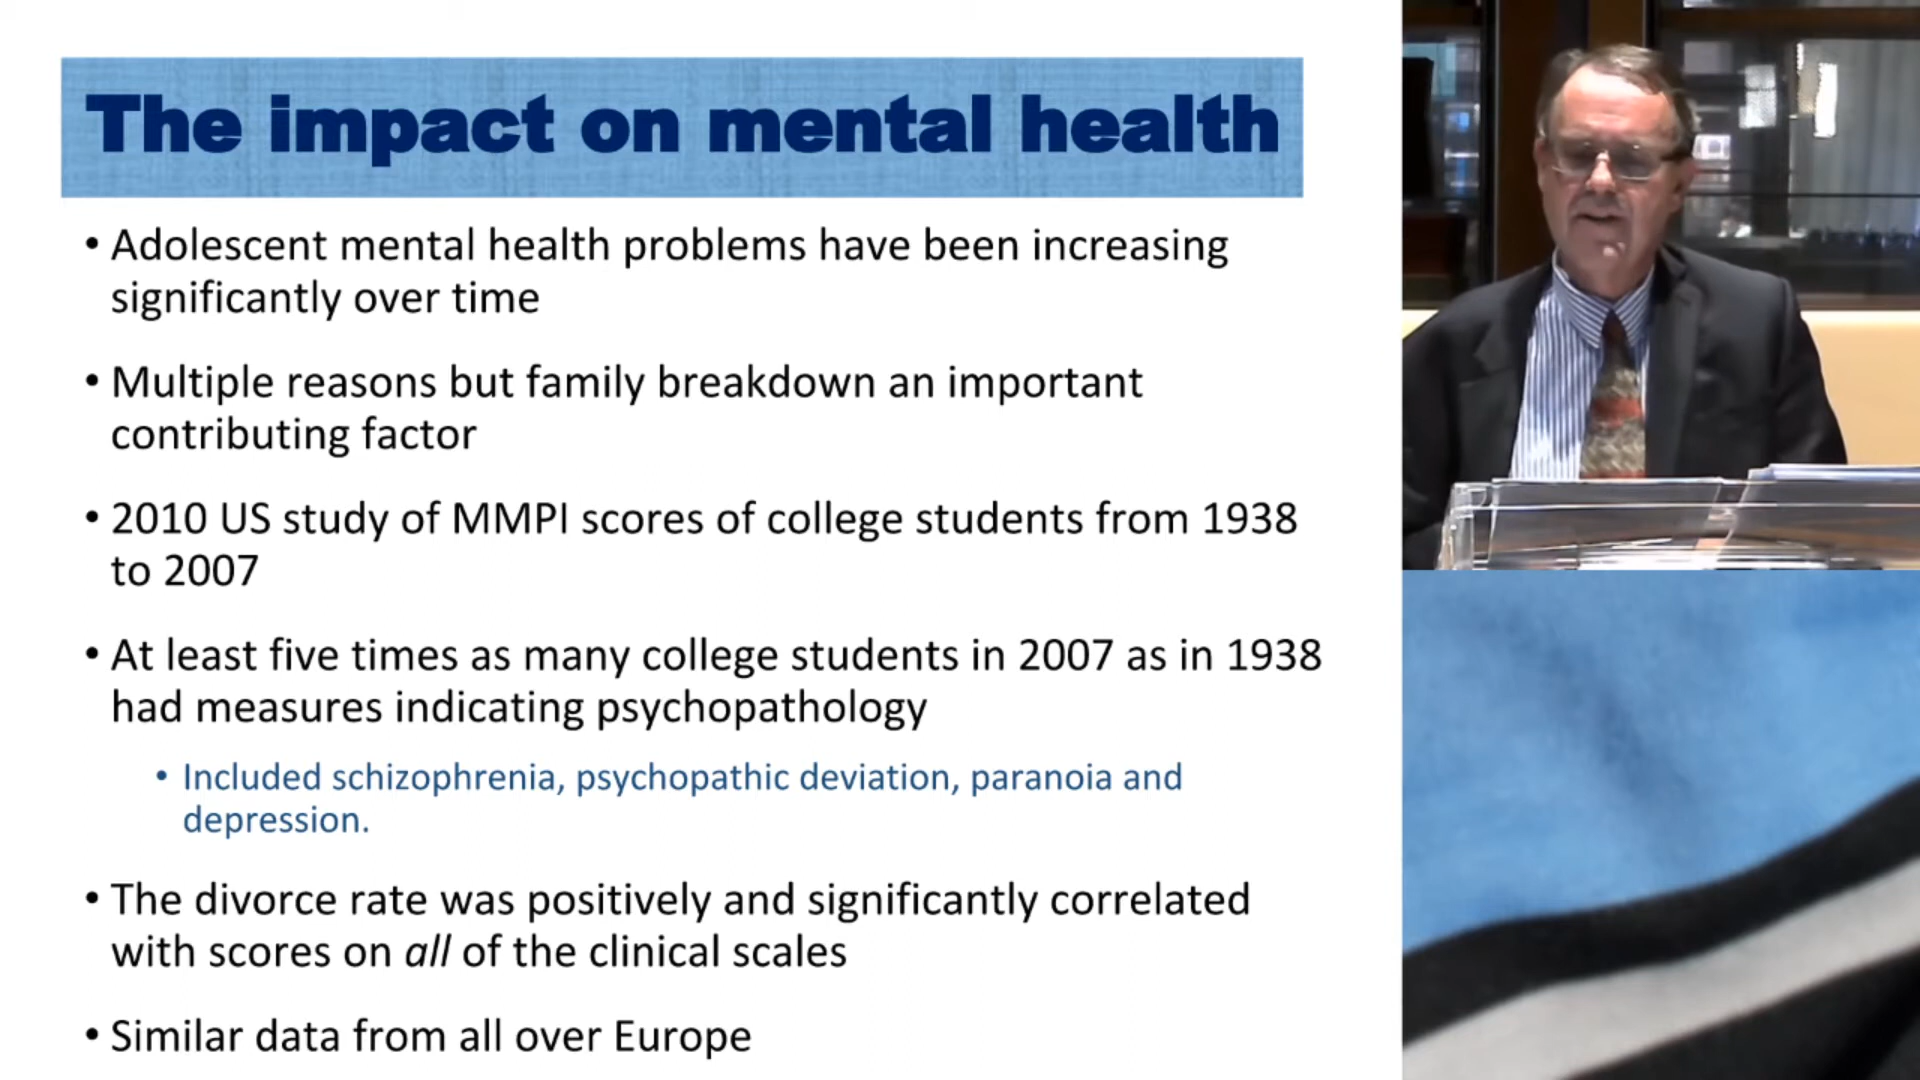 The impact on mental health
• Adolescent mental health problems have been increasing
significantly over time
• Multiple reasons but family breakdown an important
contributing factor
• 2010 US study of MMPI scores of college students from 1938
to 2007
• At least five times as many college students in 2007 as in 1938
had measures indicating psychopathology
• Included schizophrenia, psychopathic deviation, paranoia and
depression.
• The divorce rate was positively and significantly correlated
with scores on all of the clinical scales
• Similar data from all over Europe